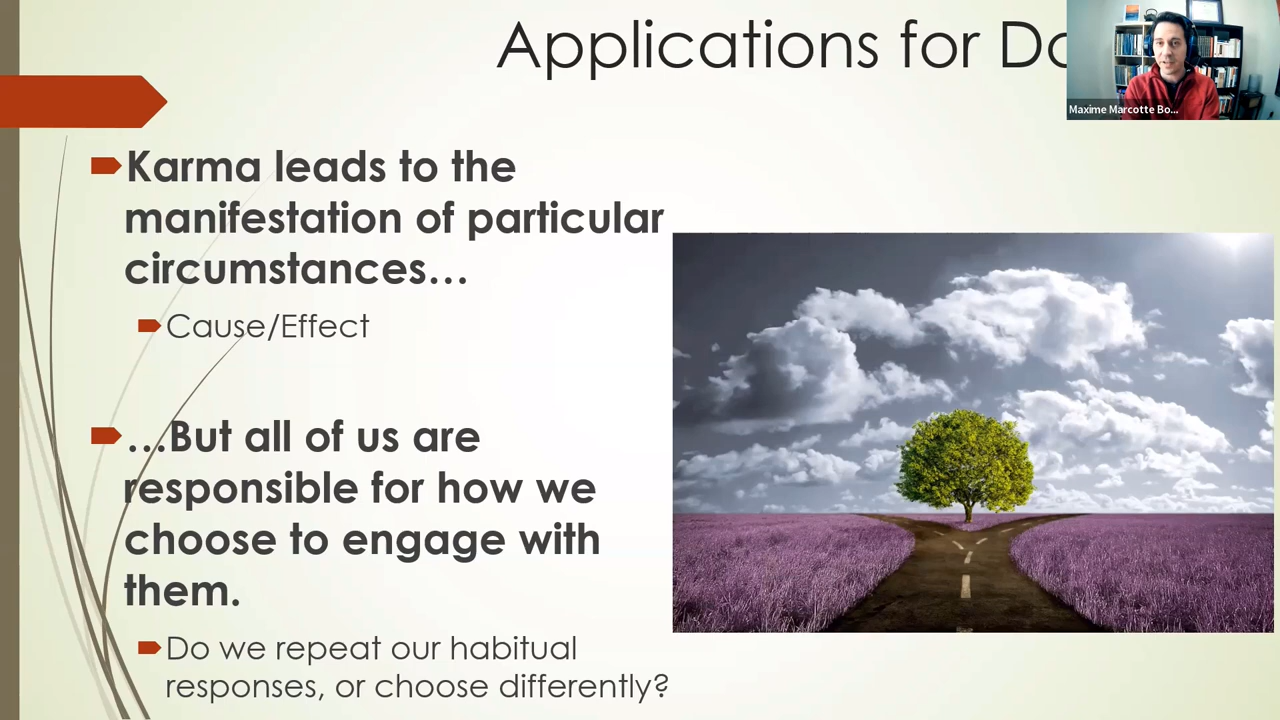 Applications for Da
Maxime Marcotte Bo...
Karma leads to the
manifestation of particular
circumstances…
Cause/Effect
…But all of us are
responsible for how we
choose to engage with
them.
Do we repeat our habitual
responses, or choose differently?